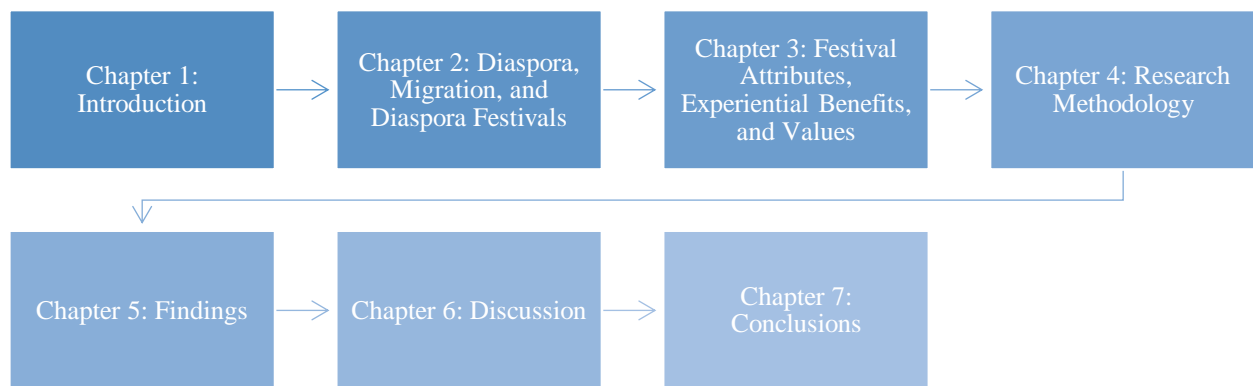 Chapter 1:
Introduction
Chapter 2: Diaspora,
Migration, and
Diaspora Festivals
Chapter 3: Festival
Attributes,
Experiential Benefits,
and Values
Chapter 4: Research
Methodology
Chapter 5: Findings
Chapter 6: Discussion
Chapter 7:
Conclusions